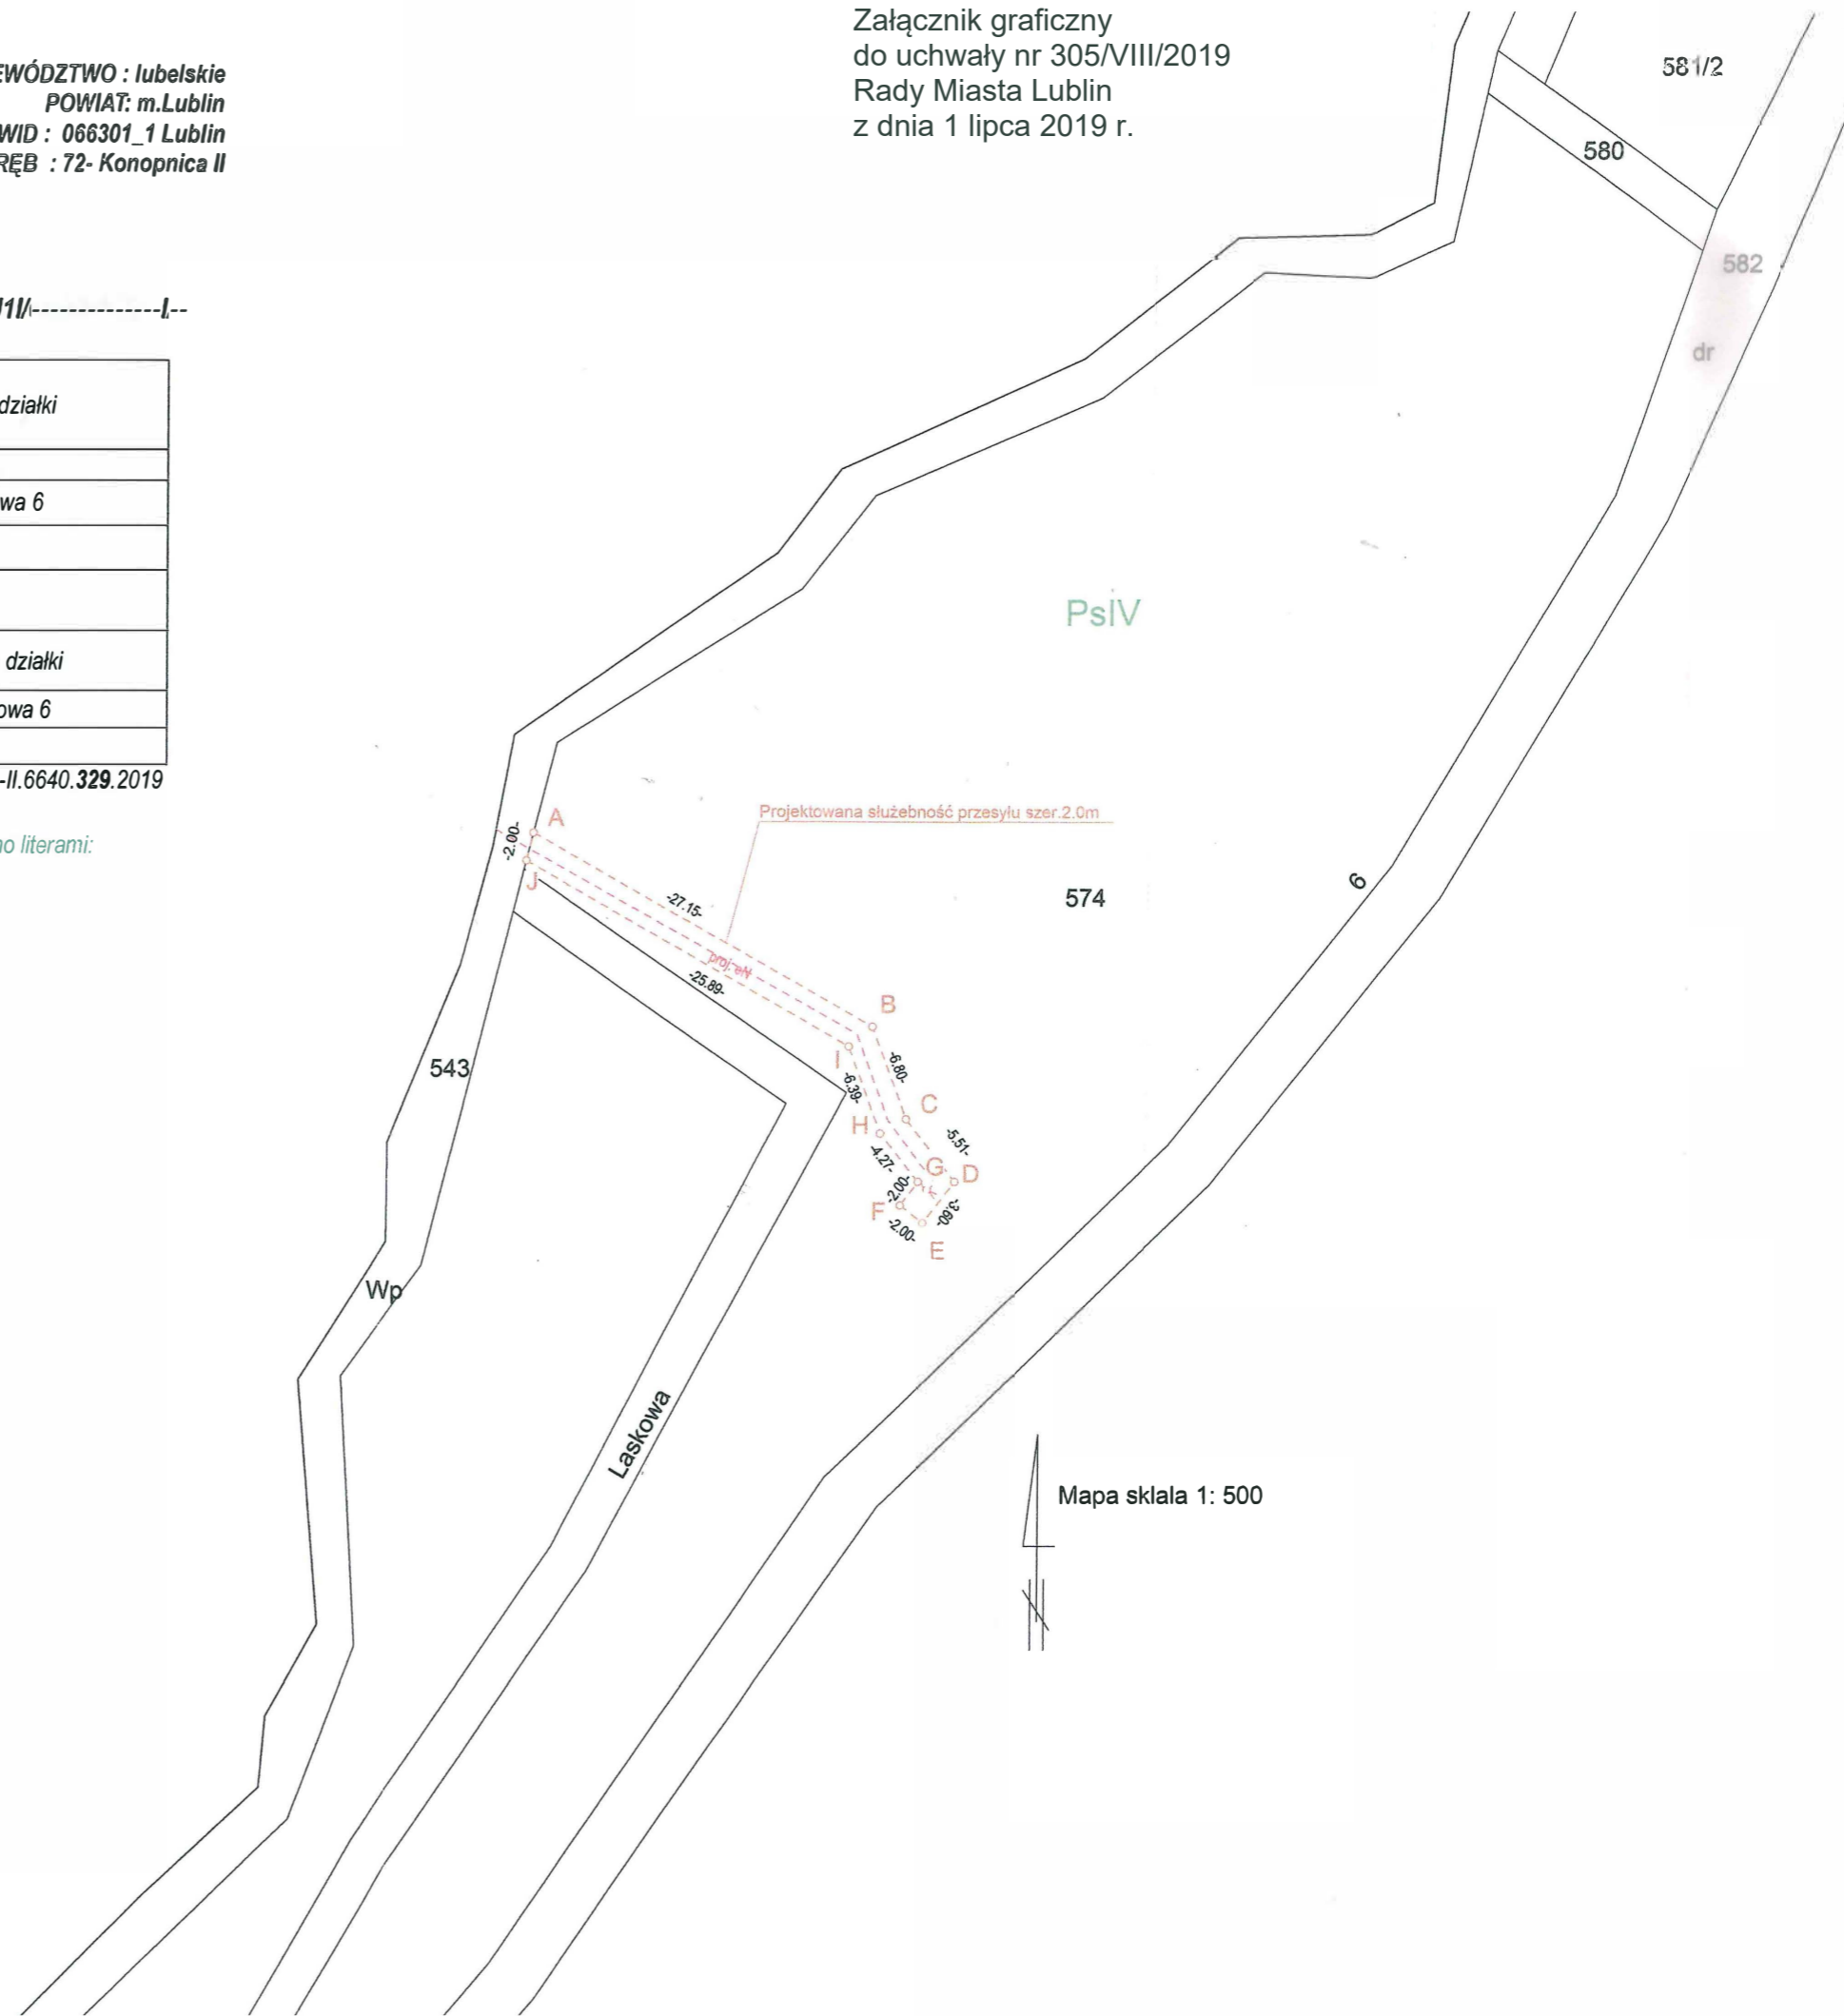 Załącznik graficzny
do uchwały nr 305/VIII/2019
Rady Miasta Lublin
z dnia 1 lipca 2019 r.
EWÓDZTWO : lubelskie
POWIAT: m.Lublin
WID : 066301_1 Lublin
RĘB : 72- Konopnica II
działki
wa 6
działki
owa 6
-II.6640.329.2019
no literami:
581/2
580
582
dr
PsIV
Projektowana służebność przesyłu szer.2.0m
574
6
A
-2.00-
J
-27.15-
proj. eN
-25.89-
B
I
-6.80-
-6.39-
C
H
-5.51-
-4.27-
G
D
-2.00-
F
-3.60-
-2.00-
E
543
Wp
Laskowa
Mapa sklala 1: 500